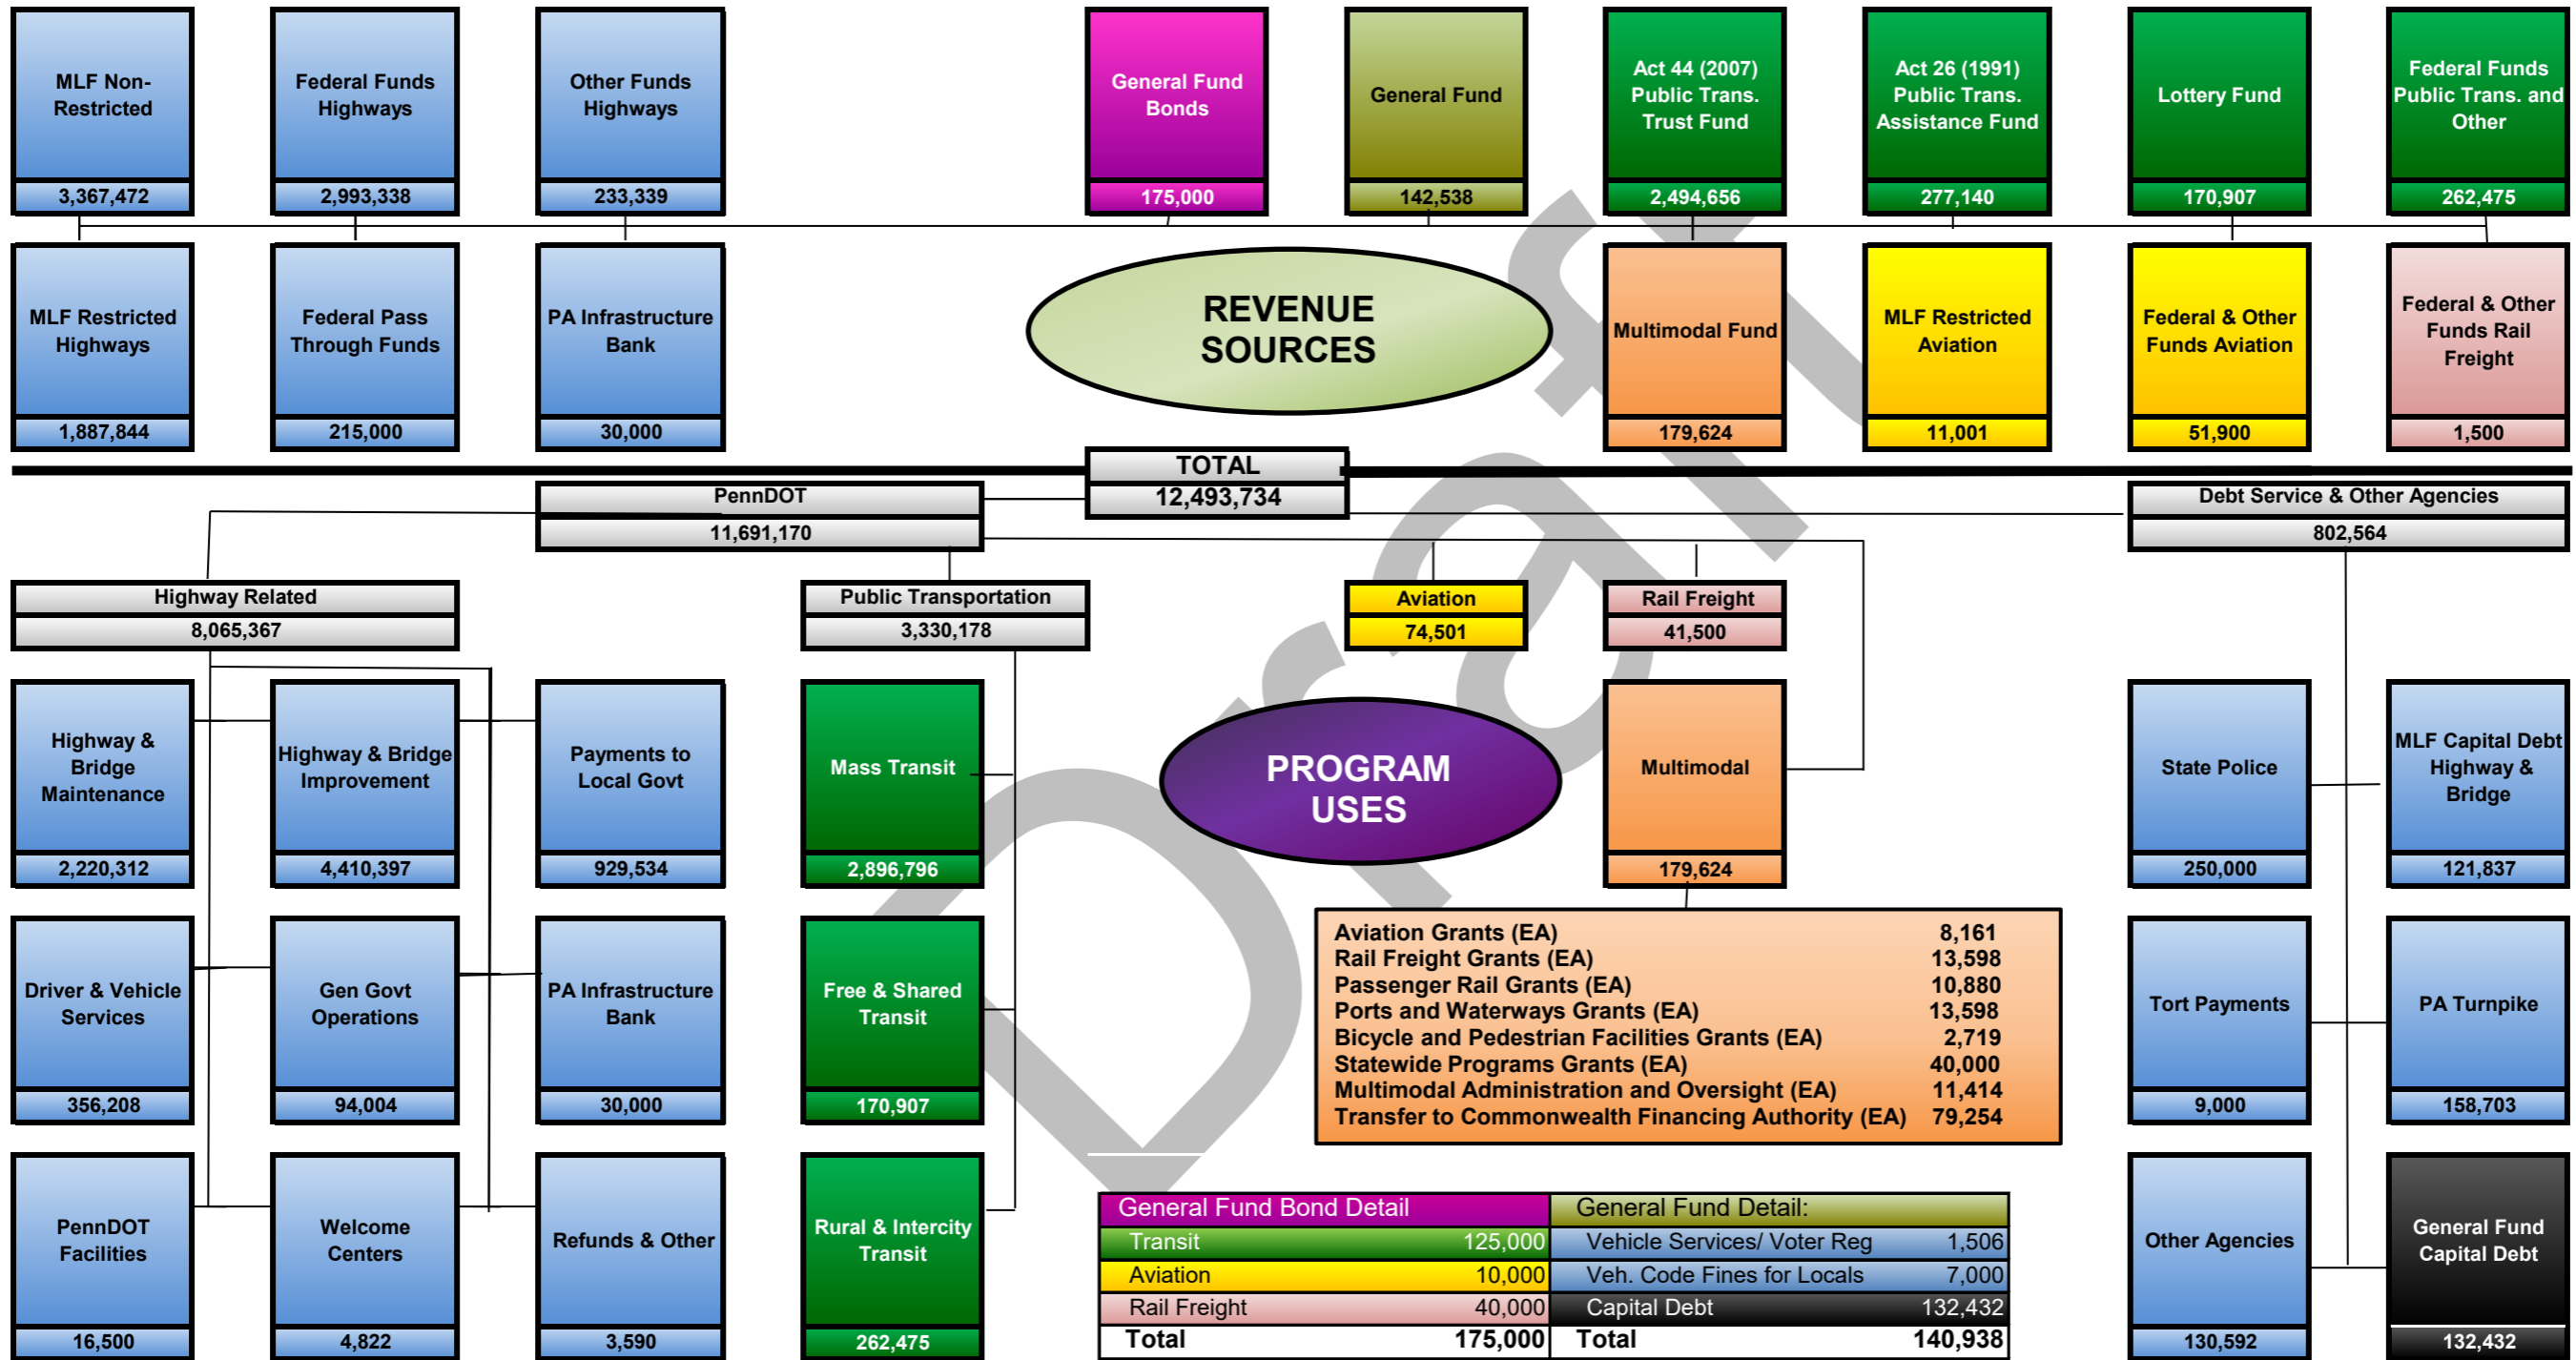 MLF Non-
Restricted
3,367,472
Federal Funds
Highways
2,993,338
Other Funds
Highways
233,339
General Fund
Bonds
175,000
General Fund
142,538
Act 44 (2007)
Public Trans.
Trust Fund
2,494,656
Act 26 (1991)
Public Trans.
Assistance Fund
277,140
Lottery Fund
170,907
Federal Funds
Public Trans. and
Other
262,475
MLF Restricted
Highways
1,887,844
Federal Pass
Through Funds
215,000
PA Infrastructure
Bank
30,000
REVENUE
SOURCES
Multimodal Fund
179,624
MLF Restricted
Aviation
11,001
Federal & Other
Funds Aviation
51,900
Federal & Other
Funds Rail
Freight
1,500
TOTAL
12,493,734
PennDOT
11,691,170
Debt Service & Other Agencies
802,564
Highway Related
8,065,367
Public Transportation
3,330,178
Aviation
74,501
Rail Freight
41,500
Highway &
Bridge
Maintenance
2,220,312
Highway & Bridge
Improvement
4,410,397
Payments to
Local Govt
929,534
Mass Transit
2,896,796
PROGRAM
USES
Multimodal
179,624
State Police
250,000
MLF Capital Debt
Highway &
Bridge
121,837
Driver & Vehicle
Services
356,208
Gen Govt
Operations
94,004
PA Infrastructure
Bank
30,000
Free & Shared
Transit
170,907
Aviation Grants (EA) 8,161
Rail Freight Grants (EA) 13,598
Passenger Rail Grants (EA) 10,880
Ports and Waterways Grants (EA) 13,598
Bicycle and Pedestrian Facilities Grants (EA) 2,719
Statewide Programs Grants (EA) 40,000
Multimodal Administration and Oversight (EA) 11,414
Transfer to Commonwealth Financing Authority (EA) 79,254
Tort Payments
9,000
PA Turnpike
158,703
PennDOT
Facilities
16,500
Welcome
Centers
4,822
Refunds & Other
3,590
Rural & Intercity
Transit
262,475
General Fund Bond Detail General Fund Detail:
Transit 125,000 Vehicle Services/ Voter Reg 1,506
Aviation 10,000 Veh. Code Fines for Locals 7,000
Rail Freight 40,000 Capital Debt 132,432
Total 175,000 Total 140,938
Other Agencies
130,592
General Fund
Capital Debt
132,432
Draft